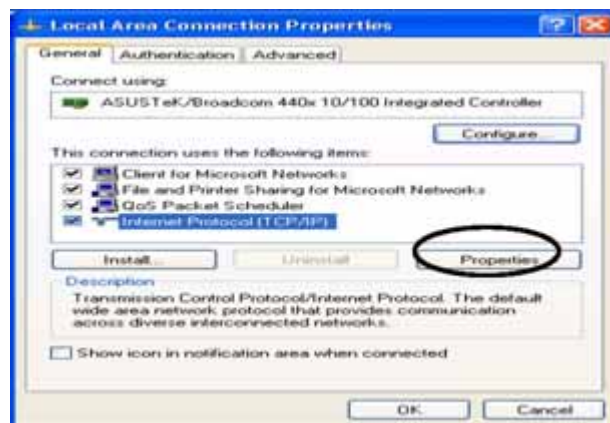 Local Area Connection Properties
General Authentication Advanced
Connect using:
ASUSTeK/Broadcom 440x 10/100 Integrated Controller
Configure...
This connection uses the following items:
Client for Microsoft Networks
File and Printer Sharing for Microsoft Networks
QoS Packet Scheduler
Internet Protocol (TCP/IP)
Install... Uninstall Properties
Description
Transmission Control Protocol/Internet Protocol. The default
wide area network protocol that provides communication
across diverse interconnected networks.
Show icon in notification area when connected
OK Cancel